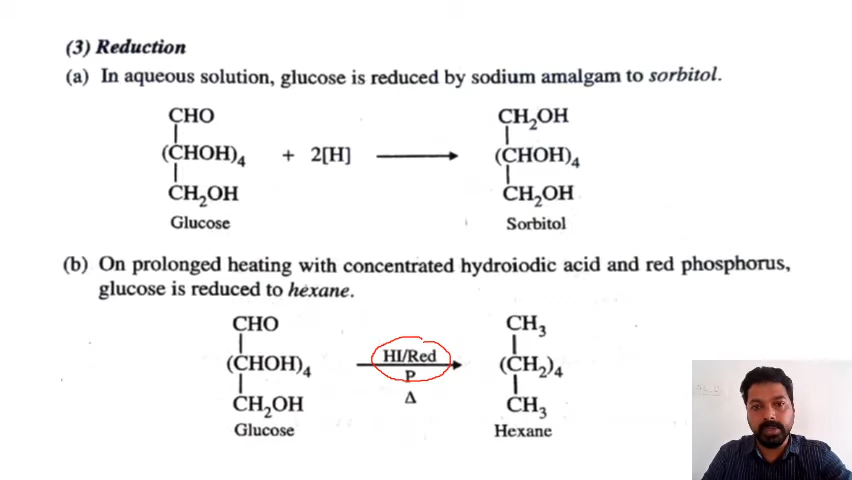 (3) Reduction
(a) In aqueous solution, glucose is reduced by sodium amalgam to sorbitol.
CHO
(CHOH)₄ + 2[H]
CH₂OH
Glucose
CH₂OH
(CHOH)₄
CH₂OH
Sorbitol
(b) On prolonged heating with concentrated hydroiodic acid and red phosphorus,
glucose is reduced to hexane.
CHO
(CHOH)₄
CH₂OH
Glucose
HI/Red
P
Δ
CH₃
(CH₂)₄
CH₃
Hexane